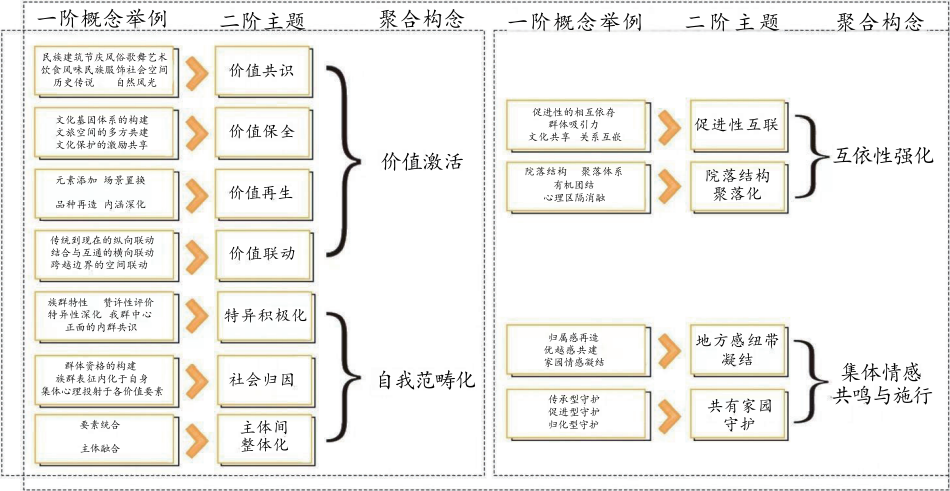 一阶概念举例 二阶主题 聚合构念
民族建筑节庆风俗歌舞艺术
饮食风味民族服饰社会空间
历史传说 自然风光
价值共识
文化基因体系的构建
文旅空间的多方共建
文化保护的激励共享
价值保全
元素添加 场景置换
品种再造 内涵深化
价值再生
传统到现在的纵向联动
结合与互通的横向联动
跨越边界的空间联动
价值联动
价值激活
族群特性 赞许性评价
特异性深化 我群中心
正面的内群共识
特异积极化
群体资格的构建
族群表征内化于自身
集体心理投射于各价值要素
社会归因
要素统合
主体融合
主体间
整体化
自我范畴化
一阶概念举例 二阶主题 聚合构念
促进性的相互依存
群体吸引力
文化共享 关系互嵌
促进性互联
院落结构 聚落体系
有机团结
心理区隔消融
院落结构
聚落化
互依性强化
归属感再造
优越感共建
家园情感凝结
地方感纽带
凝结
传承型守护
促进型守护
归化型守护
共有家园
守护
集体情感
共鸣与施行